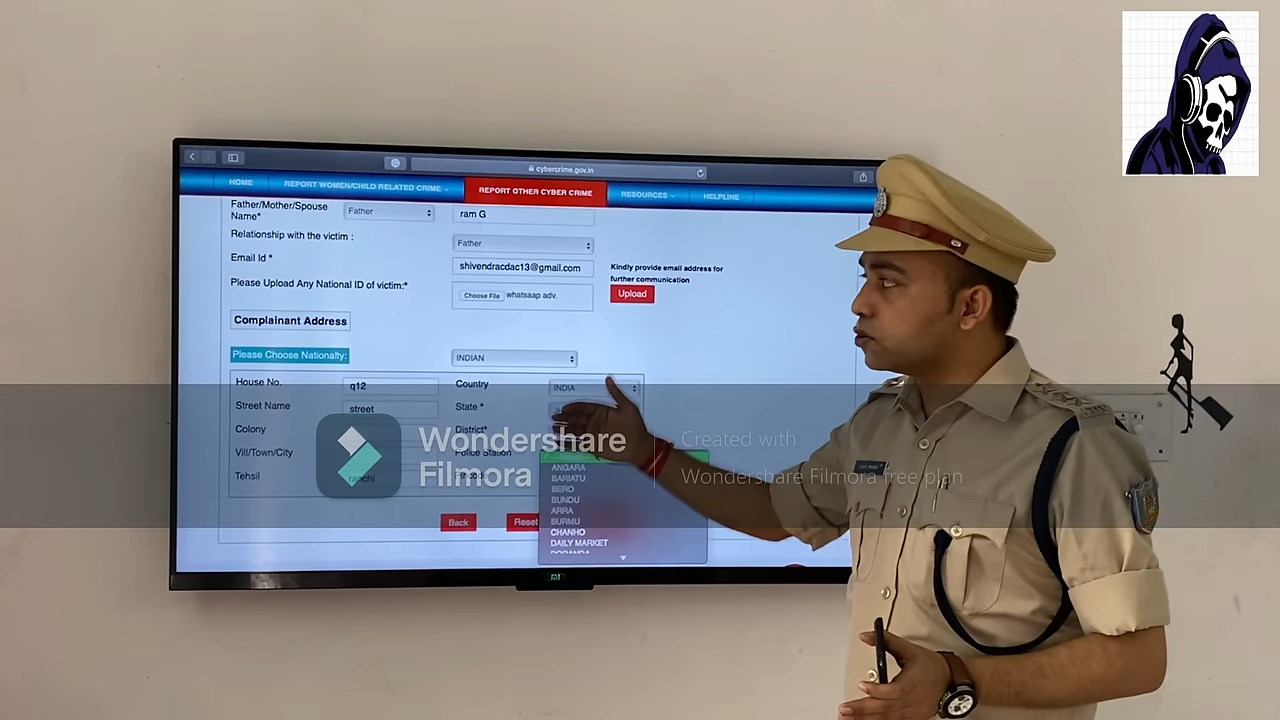 cybercrime.gov.in
HOME REPORT WOMEN/CHILD RELATED CRIME REPORT OTHER CYBER CRIME RESOURCES HELPLINE
Father/Mother/Spouse
Name* Father ram G
Relationship with the victim : Father
Email Id * shivendracdac13@gmail.com Kindly provide email address for
further communication
Please Upload Any National ID of victim:* Choose File whatsaap adv. Upload
Complainant Address
Please Choose Nationalty: INDIAN
House No. q12 Country INDIA
Street Name street State *
Colony District*
Vill/Town/City Police Station
Tehsil ranchi
ANGARA
BARIATU
BERO
BUNDU
ARRA
BURMU
CHANHO
DAILY MARKET
Back Reset
Wondershare
Filmora
Created with
Wondershare Filmora free plan
mi